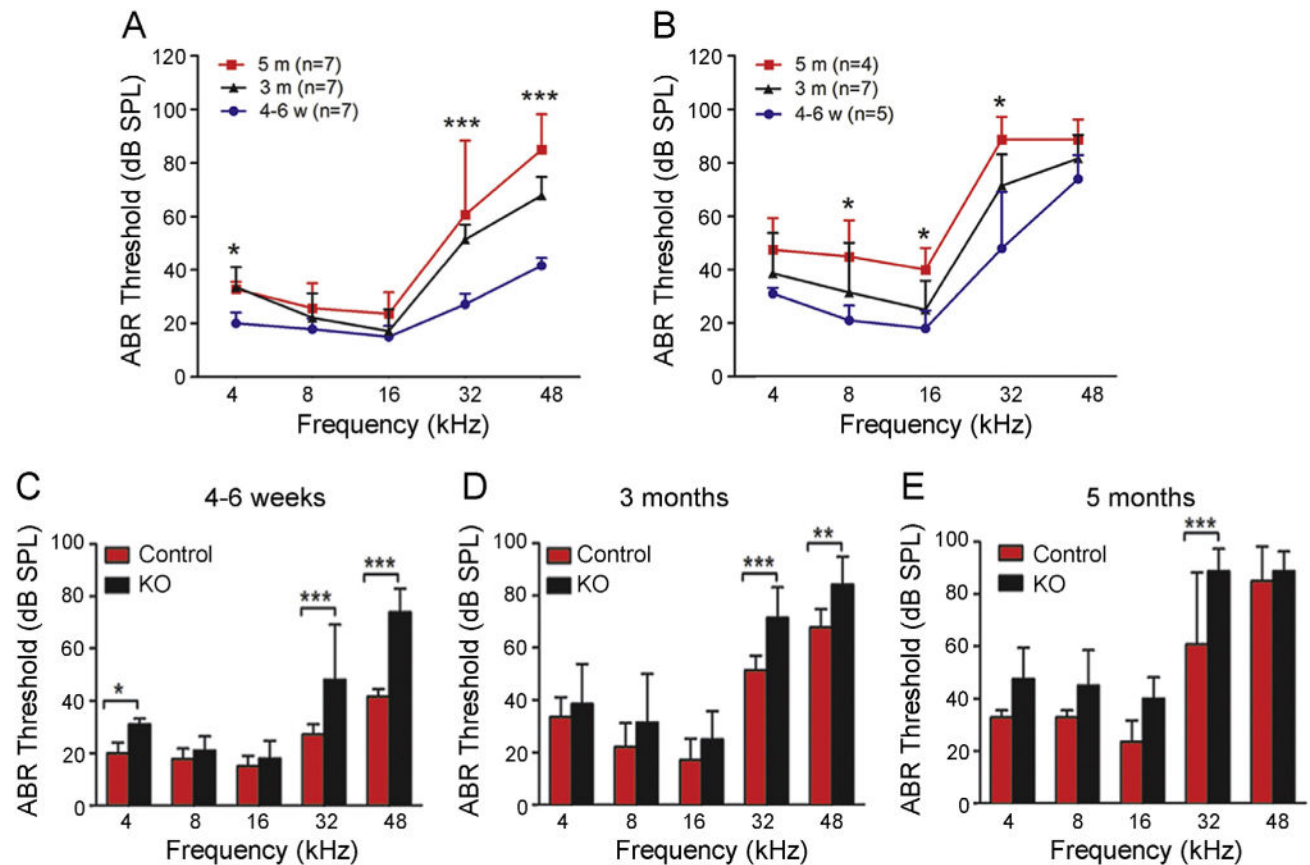 A
ABR Threshold (dB SPL)
120
100
80
60
40
20
0
5 m (n=7)
3 m (n=7)
4-6 w (n=7)
*
***
***
4 8 16 32 48
Frequency (kHz)
B
ABR Threshold (dB SPL)
120
100
80
60
40
20
0
5 m (n=4)
3 m (n=7)
4-6 w (n=5)
*
*
*
4 8 16 32 48
Frequency (kHz)
C
4-6 weeks
ABR Threshold (dB SPL)
100
80
60
40
20
0
Control
KO
*
***
***
4 8 16 32 48
Frequency (kHz)
D
3 months
ABR Threshold (dB SPL)
100
80
60
40
20
0
Control
KO
***
**
4 8 16 32 48
Frequency (kHz)
E
5 months
ABR Threshold (dB SPL)
100
80
60
40
20
0
Control
KO
***
4 8 16 32 48
Frequency (kHz)